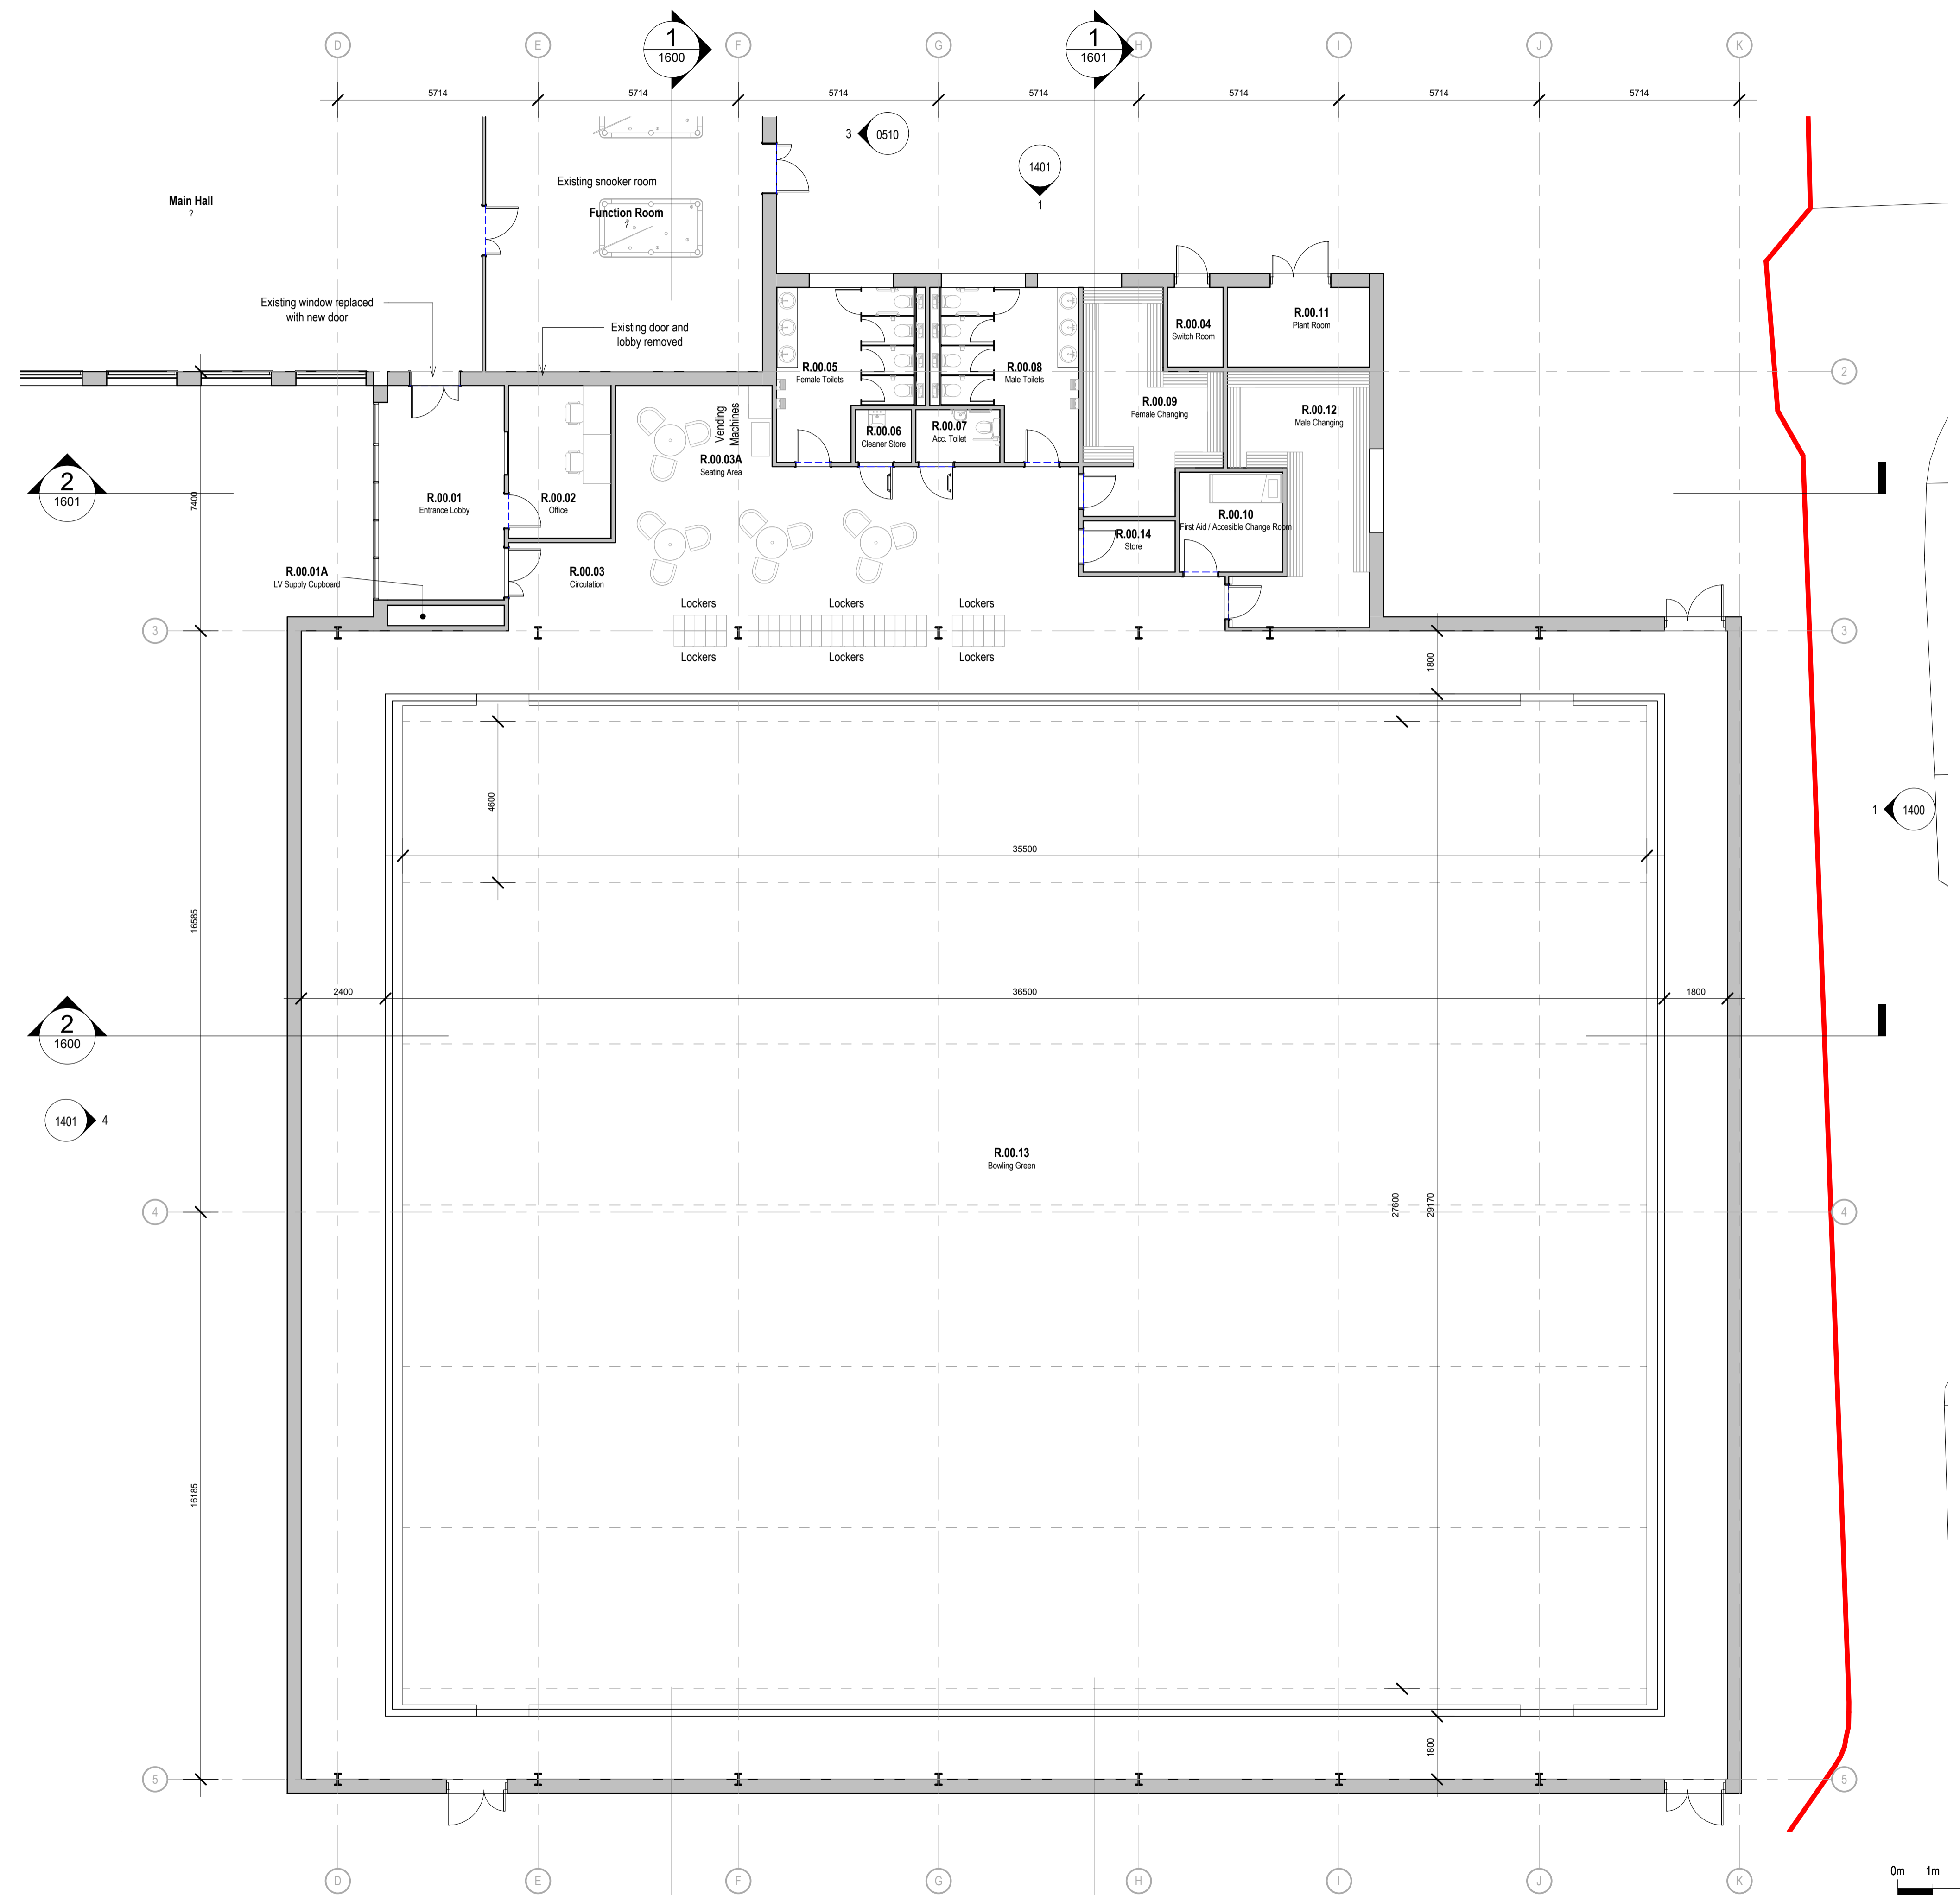 D
E
F
G
H
I
J
K
1
1600
1
1601
5714
5714
5714
5714
5714
5714
5714
3
0510
1401
1
Main Hall
?
Existing snooker room
Function Room
?
Existing window replaced
with new door
Existing door and
lobby removed
R.00.05
Female Toilets
R.00.08
Male Toilets
R.00.04
Switch Room
R.00.11
Plant Room
2
R.00.09
Female Changing
R.00.12
Male Changing
Vending
Machines
R.00.06
Cleaner Store
R.00.07
Acc. Toilet
R.00.03A
Seating Area
2
1601
7400
R.00.01
Entrance Lobby
R.00.02
Office
R.00.10
First Aid / Accesible Change Room
R.00.14
Store
R.00.01A
LV Supply Cupboard
R.00.03
Circulation
Lockers
Lockers
Lockers
3
3
Lockers
Lockers
Lockers
1800
4600
1
1400
35500
16585
2400
36500
1800
2
1600
1401
4
R.00.13
Bowling Green
27600
29170
4
4
16185
1800
5
5
D
E
F
G
H
I
J
K
0m
1m